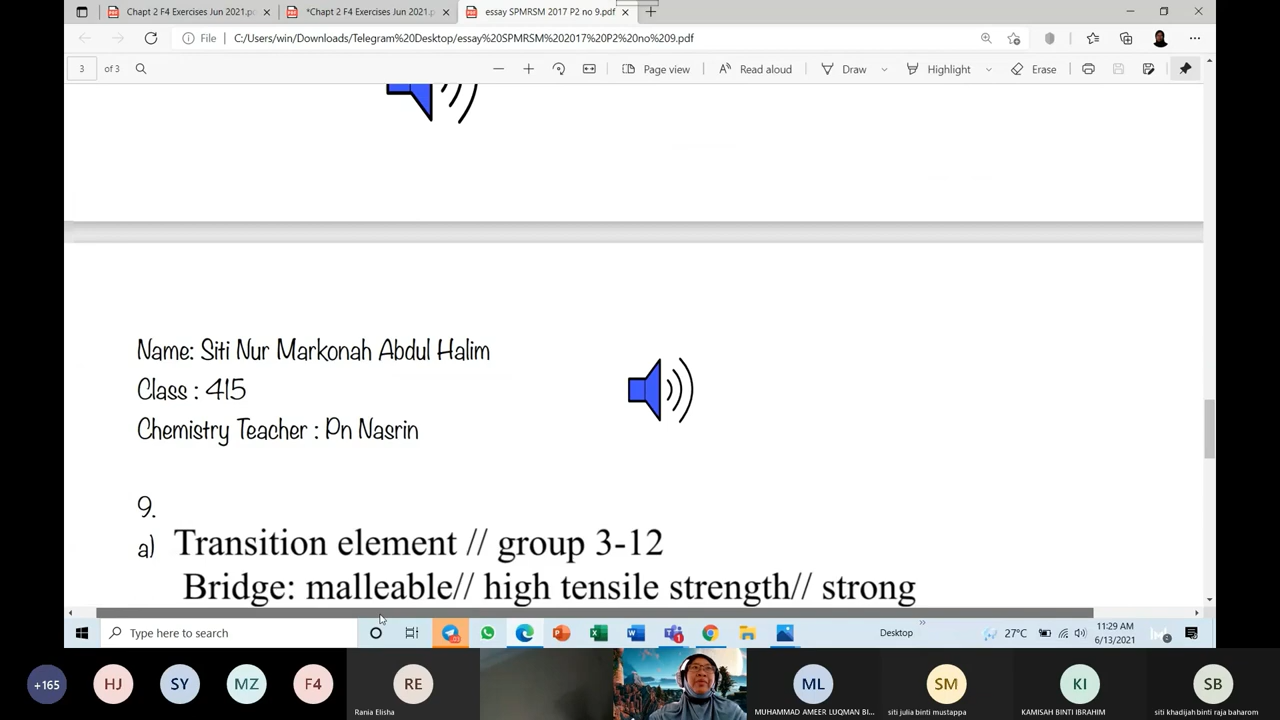 Chapt 2 F4 Exercises Jun 2021.p
*Chapt 2 F4 Exercises Jun 2021.p
essay SPMRSM 2017 P2 no 9.pdf
File
C:/Users/win/Downloads/Telegram%20Desktop/essay%20SPMRSM%202017%20P2%20no%209.pdf
3 of 3
Page view
Read aloud
Draw
Highlight
Erase
Name: Siti Nur Markonah Abdul Halim
Class : 415
Chemistry Teacher : Pn Nasrin
9.
a) Transition element // group 3-12
Bridge: malleable// high tensile strength// strong
Type here to search
Desktop
27°C
11:29 AM
6/13/2021
+165
HJ
SY
MZ
F4
RE
Rania Elisha
ML
MUHAMMAD AMEER LUQMAN BI...
SM
siti julia binti mustappa
KI
KAMISAH BINTI IBRAHIM
SB
siti khadijah binti raja baharom